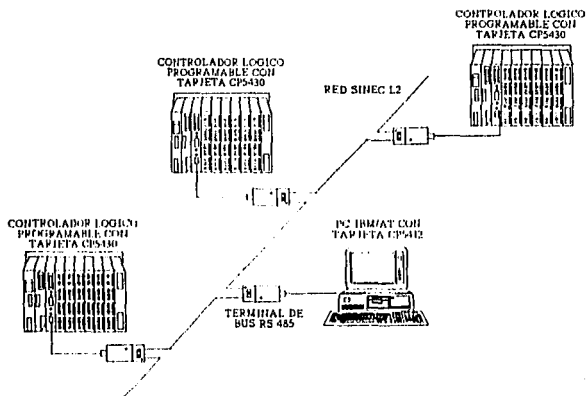 CONTROLADOR LOGICO
PROGRAMABLE CON
TARJETA CP5430
CONTROLADOR LOGICO
PROGRAMABLE CON
TARJETA CP5430
RED SINEC L2
CONTROLADOR LOGICO
PROGRAMABLE CON
TARJETA CP5430
PC IBM/AT CON
TARJETA CP5412
TERMINAL DE
BUS RS 485